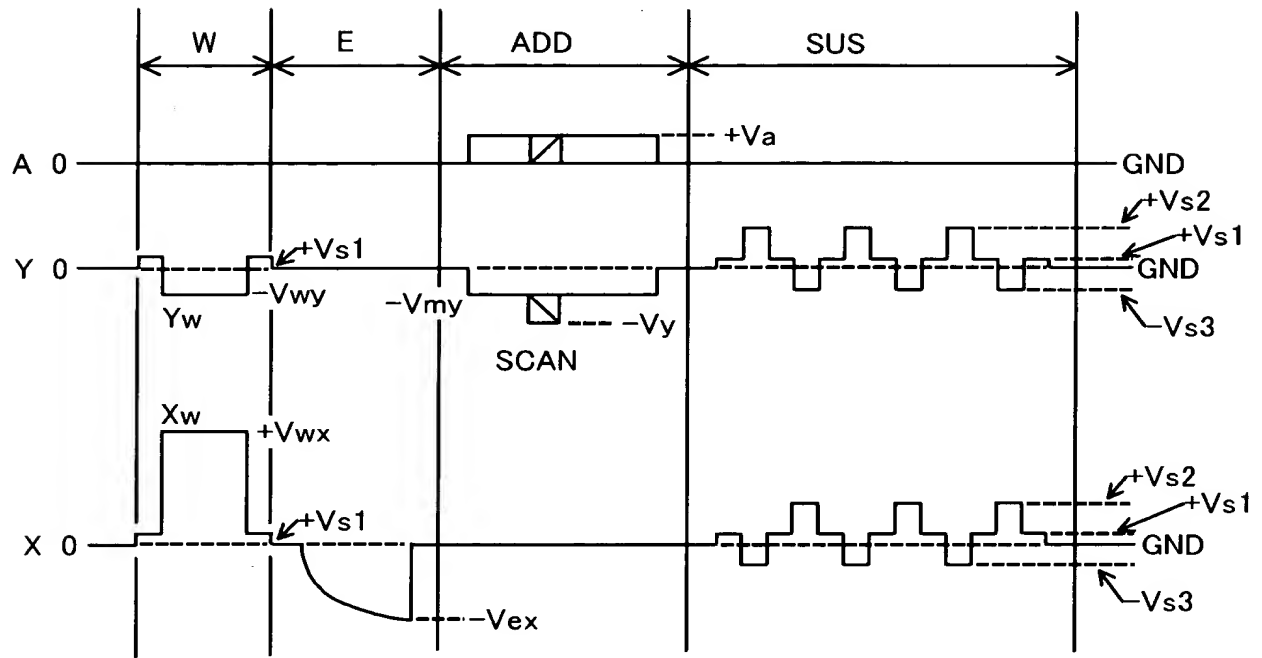 W E ADD SUS
+Va
A 0 GND
+Vs2
+Vs1 +Vs1
Y 0 GND
-Vwy -Vmy
Yw -Vy -Vs3
SCAN
Xw +Vwx
+Vs2
+Vs1 +Vs1
X 0 GND
-Vex -Vs3